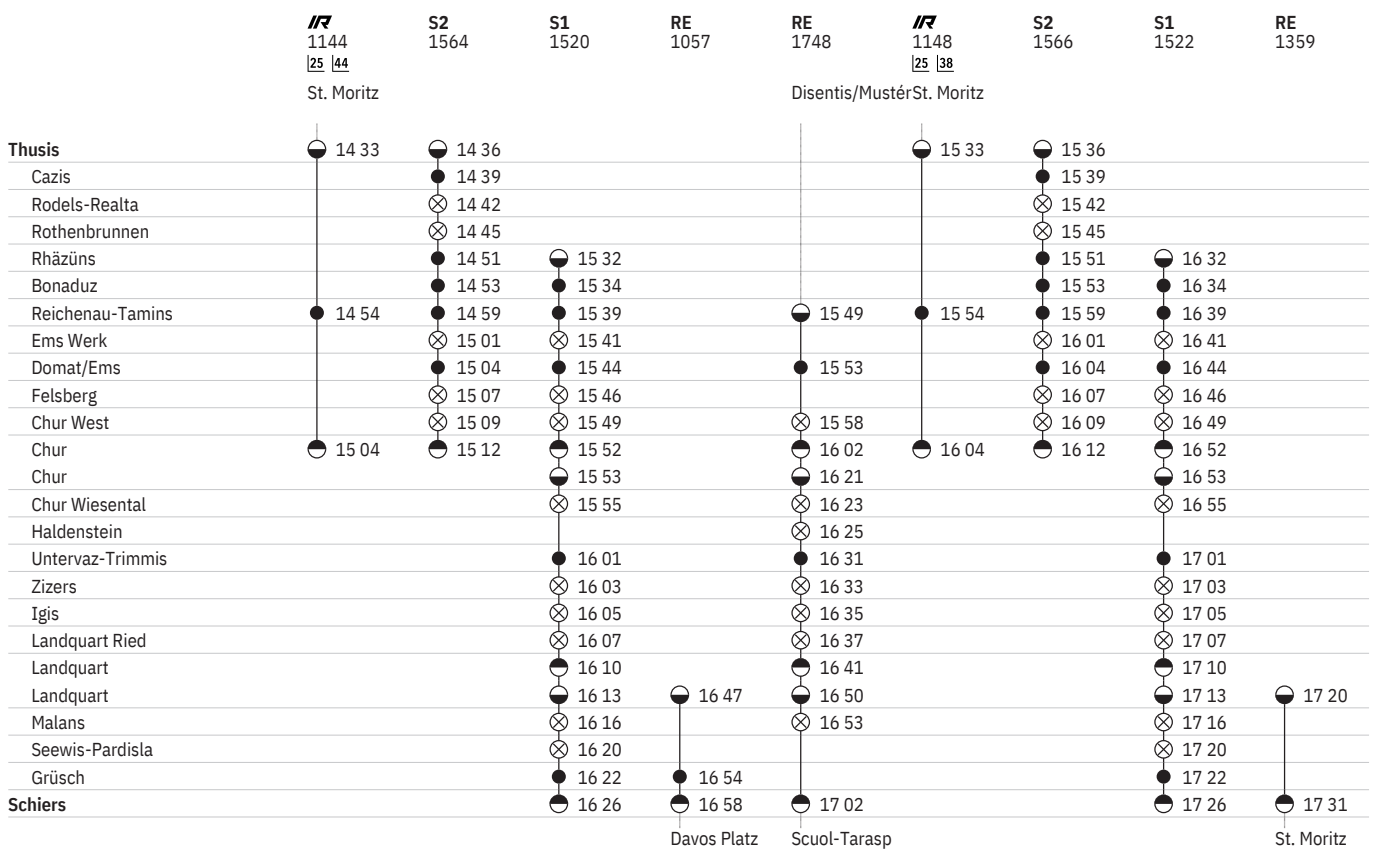 IR S2 S1 RE RE IR S2 S1 RE
1144 1564 1520 1057 1748 1148 1566 1522 1359
25 44 25 38
St. Moritz Disentis/Mustér St. Moritz
Thusis 14 33 14 36 15 33 15 36
Cazis 14 39 15 39
Rodels-Realta 14 42 15 42
Rothenbrunnen 14 45 15 45
Rhäzüns 14 51 15 32 15 51 16 32
Bonaduz 14 53 15 34 15 53 16 34
Reichenau-Tamins 14 54 14 59 15 39 15 49 15 54 15 59 16 39
Ems Werk 15 01 15 41 16 01 16 41
Domat/Ems 15 04 15 44 15 53 16 04 16 44
Felsberg 15 07 15 46 16 07 16 46
Chur West 15 09 15 49 15 58 16 09 16 49
Chur 15 04 15 12 15 52 16 02 16 04 16 12 16 52
Chur 15 53 16 21 16 53
Chur Wiesental 15 55 16 23 16 55
Haldenstein 16 25
Untervaz-Trimmis 16 01 16 31 17 01
Zizers 16 03 16 33 17 03
Igis 16 05 16 35 17 05
Landquart Ried 16 07 16 37 17 07
Landquart 16 10 16 41 17 10
Landquart 16 13 16 47 16 50 17 13 17 20
Malans 16 16 16 53 17 16
Seewis-Pardisla 16 20 17 20
Grüsch 16 22 16 54 17 22
Schiers 16 26 16 58 17 02 17 26 17 31
Davos Platz Scuol-Tarasp St. Moritz